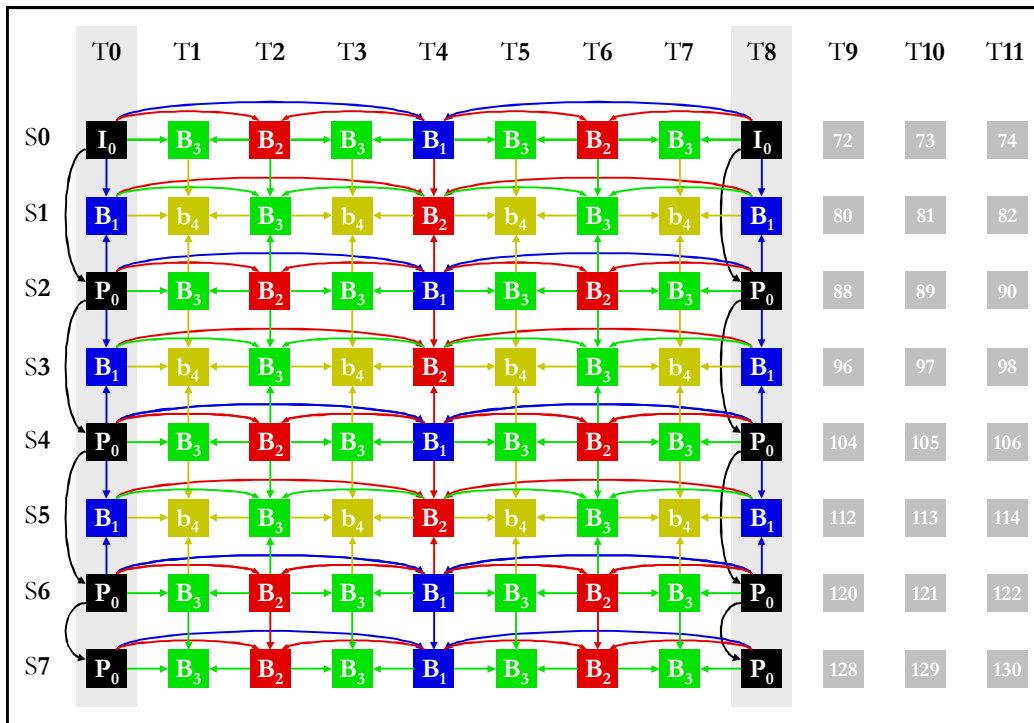 T0 T1 T2 T3 T4 T5 T6 T7 T8 T9 T10 T11
S0 I₀ B₃ B₂ B₃ B₁ B₃ B₂ B₃ I₀ 72 73 74
S1 B₁ b₄ B₃ b₄ B₂ b₄ B₃ b₄ B₁ 80 81 82
S2 P₀ B₃ B₂ B₃ B₁ B₃ B₂ B₃ P₀ 88 89 90
S3 B₁ b₄ B₃ b₄ B₂ b₄ B₃ b₄ B₁ 96 97 98
S4 P₀ B₃ B₂ B₃ B₁ B₃ B₂ B₃ P₀ 104 105 106
S5 B₁ b₄ B₃ b₄ B₂ b₄ B₃ b₄ B₁ 112 113 114
S6 P₀ B₃ B₂ B₃ B₁ B₃ B₂ B₃ P₀ 120 121 122
S7 P₀ B₃ B₂ B₃ B₁ B₃ B₂ B₃ P₀ 128 129 130